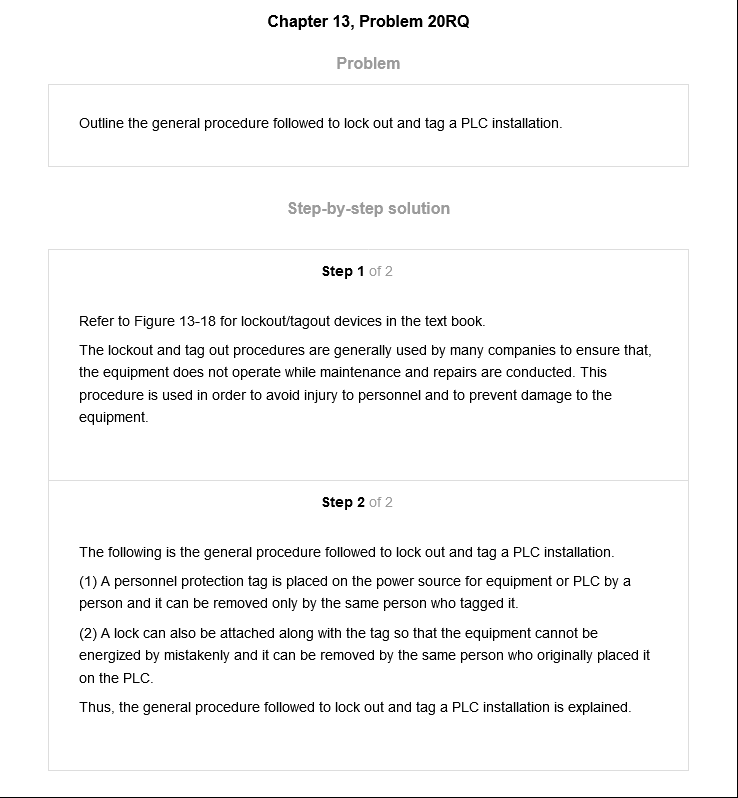 Chapter 13, Problem 20RQ
Problem
Outline the general procedure followed to lock out and tag a PLC installation.
Step-by-step solution
Step 1 of 2
Refer to Figure 13-18 for lockout/tagout devices in the text book.
The lockout and tag out procedures are generally used by many companies to ensure that,
the equipment does not operate while maintenance and repairs are conducted. This
procedure is used in order to avoid injury to personnel and to prevent damage to the
equipment.
Step 2 of 2
The following is the general procedure followed to lock out and tag a PLC installation.
(1) A personnel protection tag is placed on the power source for equipment or PLC by a
person and it can be removed only by the same person who tagged it.
(2) A lock can also be attached along with the tag so that the equipment cannot be
energized by mistakenly and it can be removed by the same person who originally placed it
on the PLC.
Thus, the general procedure followed to lock out and tag a PLC installation is explained.